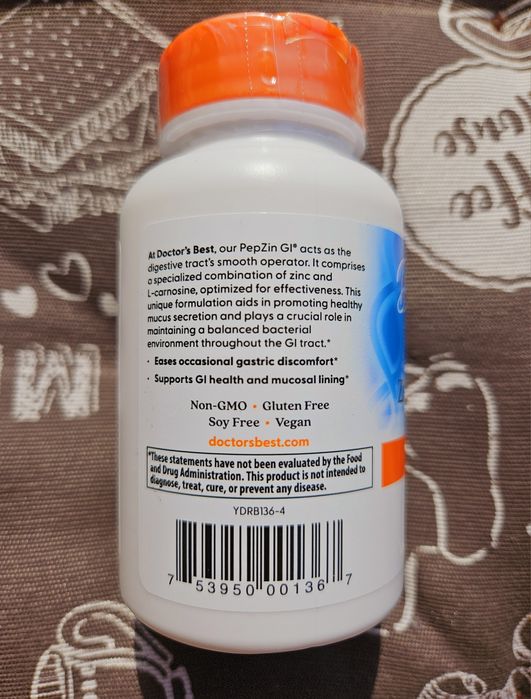 At Doctor's Best, our PepZin GI® acts as the
digestive tract's smooth operator. It comprises
a specialized combination of zinc and
L-carnosine, optimized for effectiveness. This
unique formulation aids in promoting healthy
mucus secretion and plays a crucial role in
maintaining a balanced bacterial
environment throughout the GI tract.*
· Eases occasional gastric discomfort*
· Supports GI health and mucosal lining*
Non-GMO • Gluten Free
Soy Free • Vegan
doctorsbest.com
*These statements have not been evaluated by the Food
and Drug Administration. This product is not intended to
diagnose, treat, cure, or prevent any disease.
YDRB136-4
7 53950 00136 7
Coffee
House